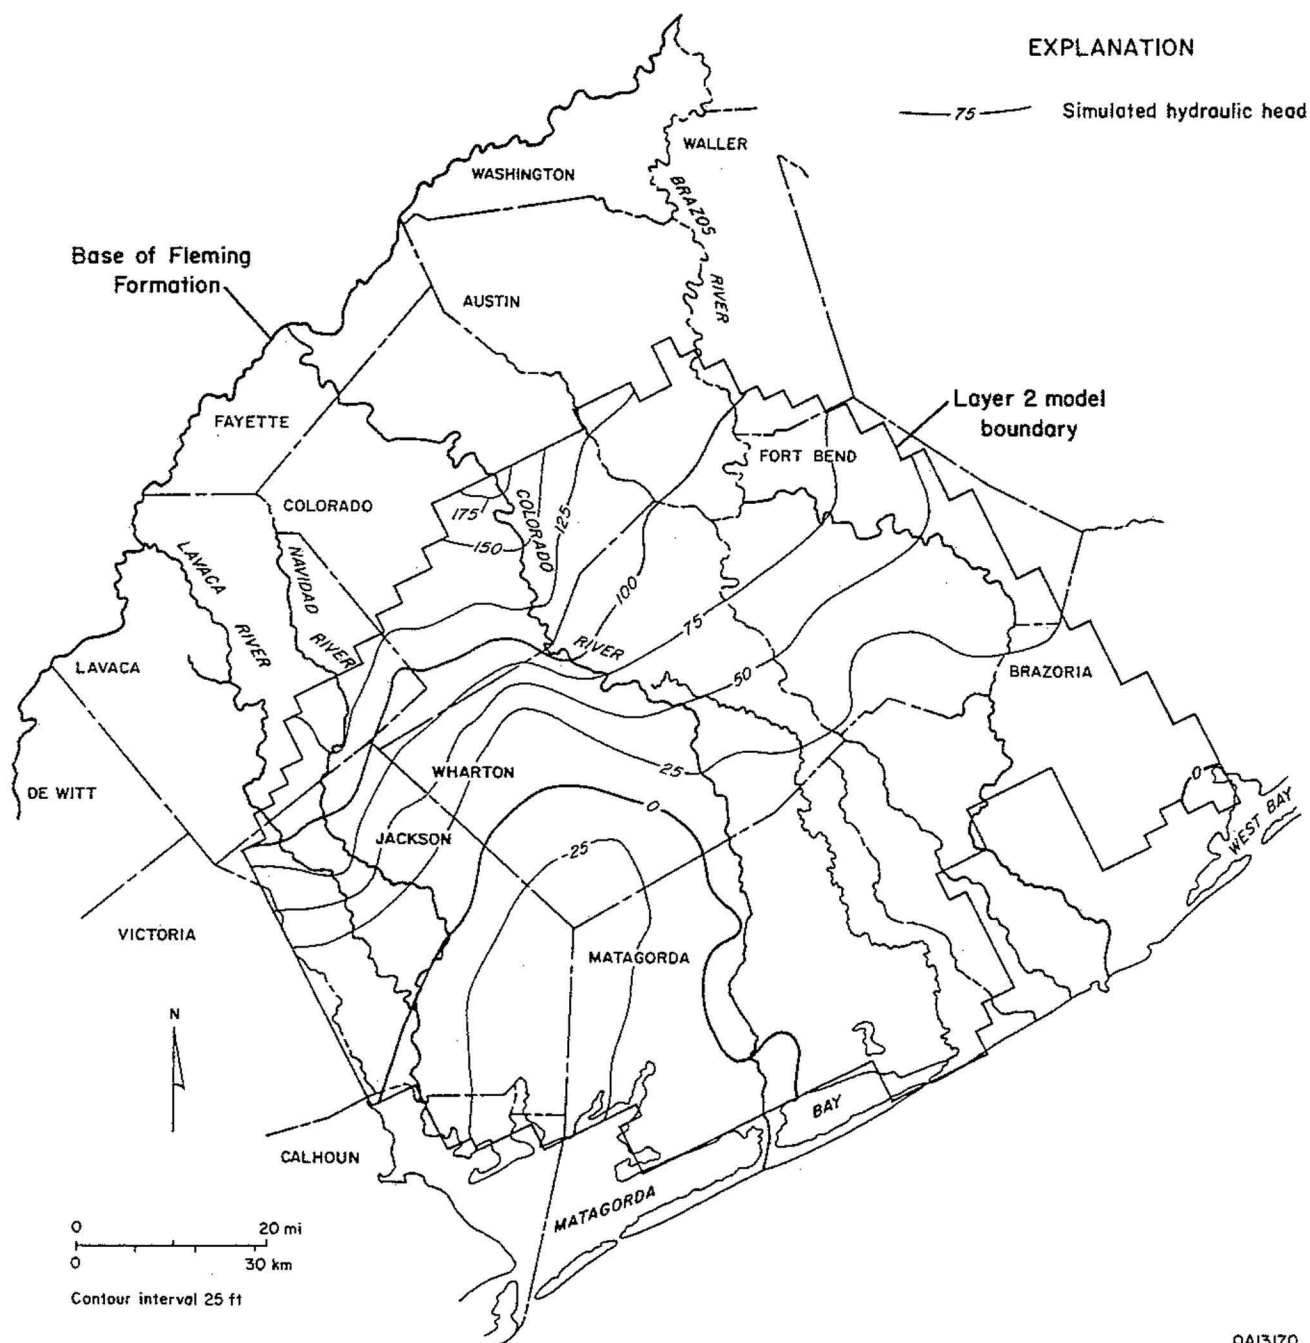 EXPLANATION
75 Simulated hydraulic head
WALLER
WASHINGTON
BRAZOS
RIVER
Base of Fleming
Formation
AUSTIN
Layer 2 model
boundary
FAYETTE
FORT BEND
COLORADO
175
COLORADO
125
150
LAVACA
RIVER
NAVIDAD
RIVER
100
75
RIVER
50
LAVACA
BRAZORIA
DE WITT
WHARTON
25
0
0
WEST BAY
JACKSON
-25
VICTORIA
MATAGORDA
N
BAY
CALHOUN
MATAGORDA
0 20 mi
0 30 km
Contour interval 25 ft
QA13170